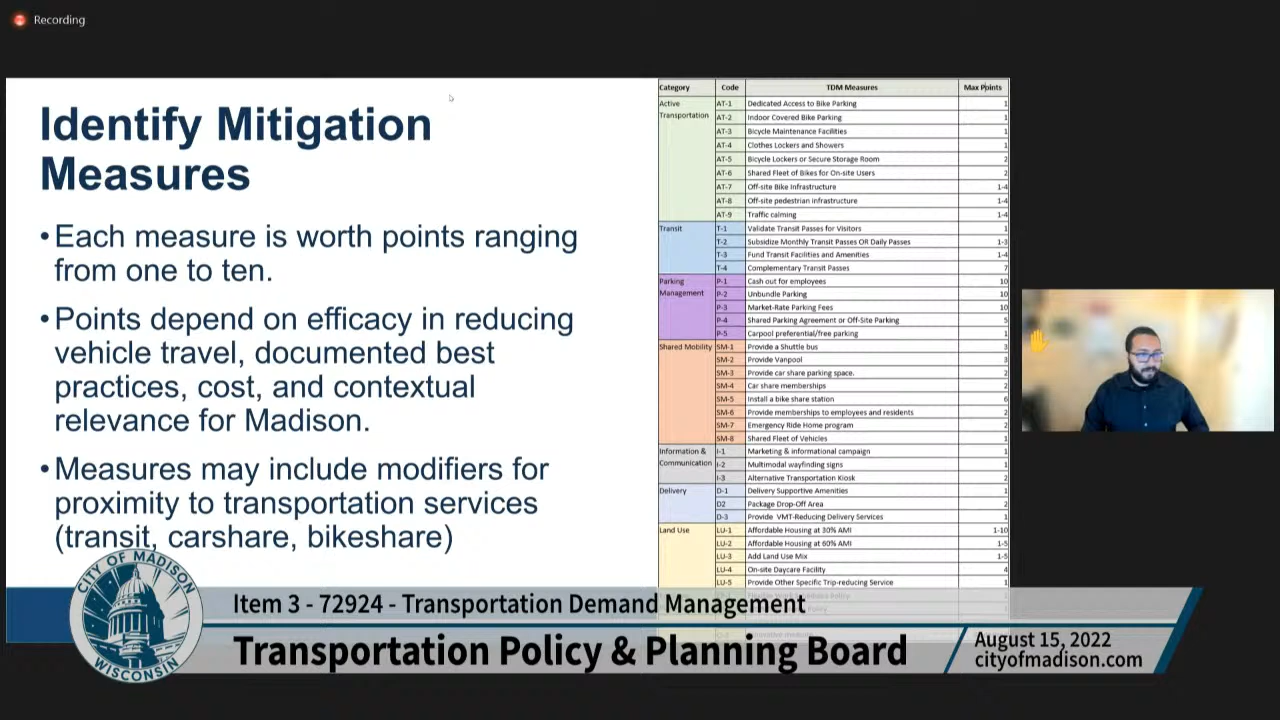 Recording
Identify Mitigation
Measures
•Each measure is worth points ranging
from one to ten.
•Points depend on efficacy in reducing
vehicle travel, documented best
practices, cost, and contextual
relevance for Madison.
•Measures may include modifiers for
proximity to transportation services
(transit, carshare, bikeshare)
Category Code TDM Measures Max Points
Active Transportation AT-1 Dedicated Access to Bike Parking 1
AT-2 Indoor Covered Bike Parking 1
AT-3 Bicycle Maintenance Facilities 1
AT-4 Clothes Lockers and Showers 1
AT-5 Bicycle Lockers or Secure Storage Room 2
AT-6 Shared Fleet of Bikes for On-site Users 2
AT-7 Off-site Bike Infrastructure 1-4
AT-8 Off-site pedestrian infrastructure 1-4
AT-9 Traffic calming 1-4
Transit T-1 Validate Transit Passes for Visitors 1
T-2 Subsidize Monthly Transit Passes OR Daily Passes 1-3
T-3 Fund Transit Facilities and Amenities 1-4
T-4 Complementary Transit Passes 7
Parking Management P-1 Cash out for employees 10
P-2 Unbundle Parking 10
P-3 Market-Rate Parking Fees 10
P-4 Shared Parking Agreement or Off-Site Parking 5
P-5 Carpool preferential/free parking 1
Shared Mobility SM-1 Provide a Shuttle bus 3
SM-2 Provide Vanpool 3
SM-3 Provide car share parking space. 2
SM-4 Car share memberships 2
SM-5 Install a bike share station 6
SM-6 Provide memberships to employees and residents 2
SM-7 Emergency Ride Home program 2
SM-8 Shared Fleet of Vehicles 1
Information & Communication I-1 Marketing & informational campaign 1
I-2 Multimodal wayfinding signs 1
I-3 Alternative Transportation Kiosk 2
Delivery D-1 Delivery Supportive Amenities 1
D2 Package Drop-Off Area 2
D-3 Provide VMT-Reducing Delivery Services 1
Land Use LU-1 Affordable Housing at 30% AMI 1-10
LU-2 Affordable Housing at 60% AMI 1-5
LU-3 Add Land Use Mix 1-5
LU-4 On-site Daycare Facility 4
LU-5 Provide Other Specific Trip-reducing Service 1
CITY OF MADISON
WISCONSIN
Item 3 - 72924 - Transportation Demand Management
Transportation Policy & Planning Board
August 15, 2022
cityofmadison.com